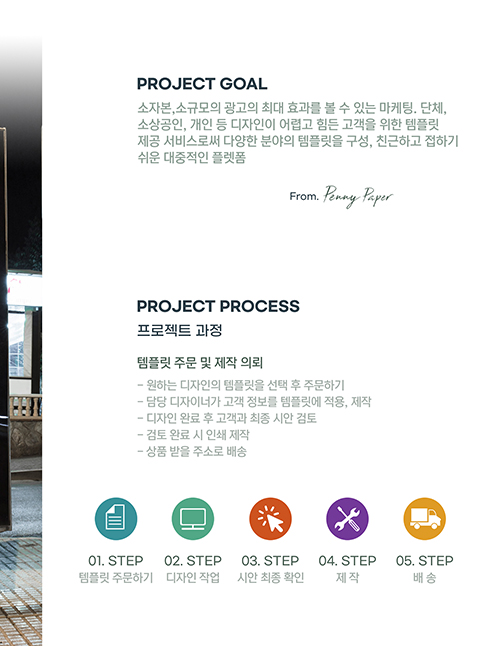 PROJECT GOAL
소자본,소규모의 광고의 최대 효과를 볼 수 있는 마케팅. 단체,
소상공인, 개인 등 디자인이 어렵고 힘든 고객을 위한 템플릿
제공 서비스로써 다양한 분야의 템플릿을 구성, 친근하고 접하기
쉬운 대중적인 플렛폼
From. Penny Paper
PROJECT PROCESS
프로젝트 과정
템플릿 주문 및 제작 의뢰
- 원하는 디자인의 템플릿을 선택 후 주문하기
- 담당 디자이너가 고객 정보를 템플릿에 적용, 제작
- 디자인 완료 후 고객과 최종 시안 검토
- 검토 완료 시 인쇄 제작
- 상품 받을 주소로 배송
01. STEP 02. STEP 03. STEP 04. STEP 05. STEP
템플릿 주문하기 디자인 작업 시안 최종 확인 제 작 배 송